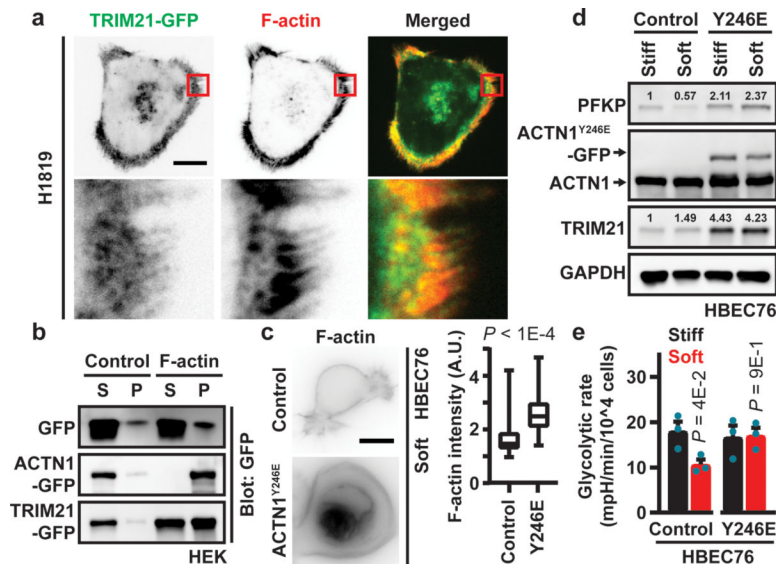 a
TRIM21-GFP F-actin Merged
H1819
b
Control F-actin
S P S P
GFP
ACTN1
-GFP
TRIM21
-GFP
Blot: GFP
HEK
c
F-actin
Control
ACTN1Y246E
Soft HBEC76
P < 1E-4
F-actin intensity (A.U.)
5
4
3
2
1
0
Control
Y246E
d
Control Y246E
Stiff Soft Stiff Soft
PFKP 1 0.57 2.11 2.37
ACTN1Y246E
-GFP
ACTN1
TRIM21 1 1.49 4.43 4.23
GAPDH
HBEC76
e
Stiff
Soft
P = 4E-2
P = 9E-1
Glycolytic rate
(mpH/min/10^4 cells)
30
20
10
0
Control Y246E
HBEC76